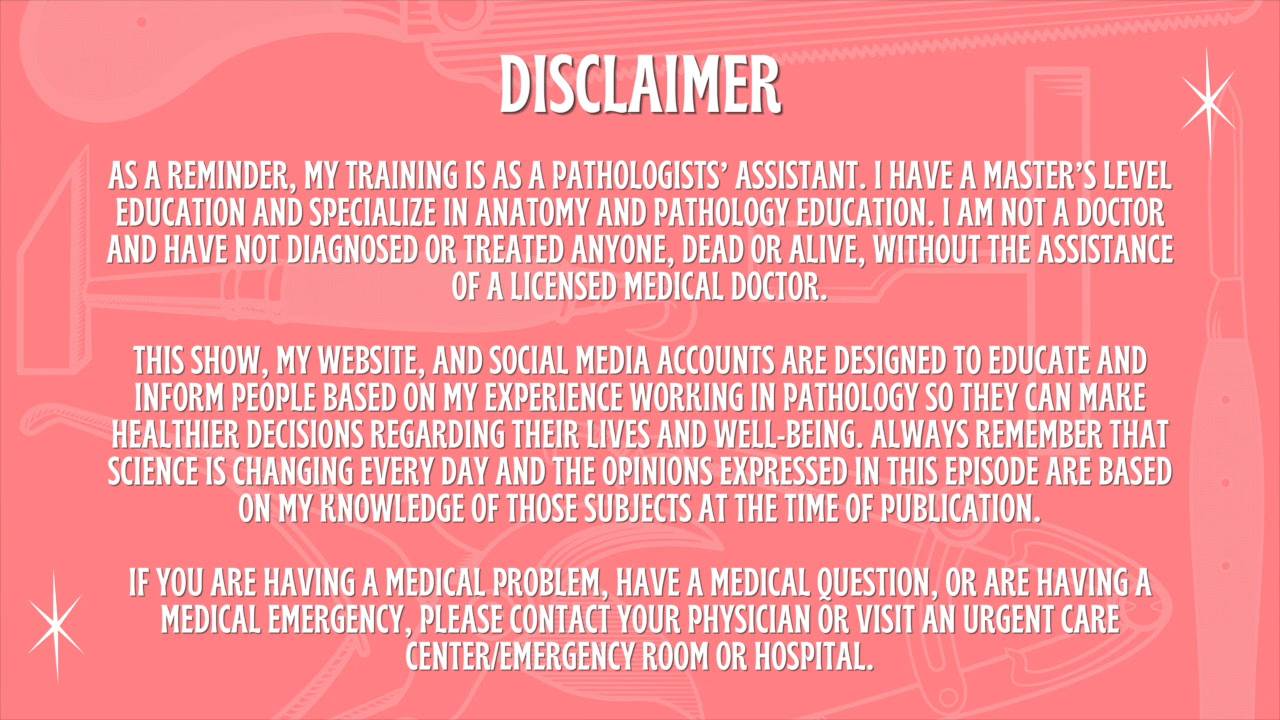 DISCLAIMER
AS A REMINDER, MY TRAINING IS AS A PATHOLOGISTS’ ASSISTANT. I HAVE A MASTER’S LEVEL
EDUCATION AND SPECIALIZE IN ANATOMY AND PATHOLOGY EDUCATION. I AM NOT A DOCTOR
AND HAVE NOT DIAGNOSED OR TREATED ANYONE, DEAD OR ALIVE, WITHOUT THE ASSISTANCE
OF A LICENSED MEDICAL DOCTOR.
THIS SHOW, MY WEBSITE, AND SOCIAL MEDIA ACCOUNTS ARE DESIGNED TO EDUCATE AND
INFORM PEOPLE BASED ON MY EXPERIENCE WORKING IN PATHOLOGY SO THEY CAN MAKE
HEALTHIER DECISIONS REGARDING THEIR LIVES AND WELL-BEING. ALWAYS REMEMBER THAT
SCIENCE IS CHANGING EVERY DAY AND THE OPINIONS EXPRESSED IN THIS EPISODE ARE BASED
ON MY KNOWLEDGE OF THOSE SUBJECTS AT THE TIME OF PUBLICATION.
IF YOU ARE HAVING A MEDICAL PROBLEM, HAVE A MEDICAL QUESTION, OR ARE HAVING A
MEDICAL EMERGENCY, PLEASE CONTACT YOUR PHYSICIAN OR VISIT AN URGENT CARE
CENTER/EMERGENCY ROOM OR HOSPITAL.